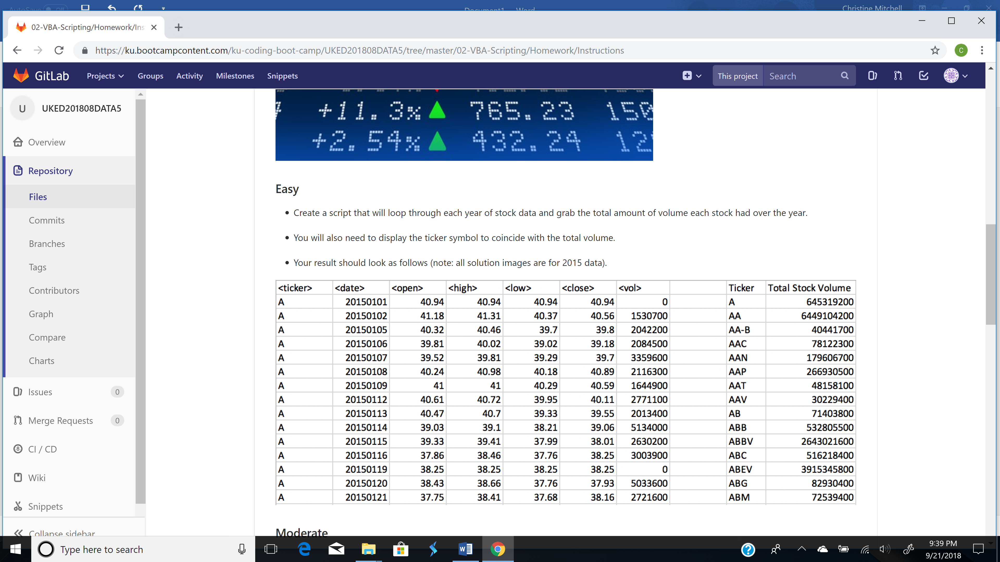 AutoSave Off
Document1 - Word
Christine Mitchell
02-VBA-Scripting/Homework/Ins
https://ku.bootcampcontent.com/ku-coding-boot-camp/UKED201808DATA5/tree/master/02-VBA-Scripting/Homework/Instructions
C
GitLab Projects Groups Activity Milestones Snippets This project Search
U UKED201808DATA5
Overview
Repository
Files
Commits
Branches
Tags
Contributors
Graph
Compare
Charts
Issues 0
Merge Requests 0
CI / CD
Wiki
Snippets
Collapse sidebar
+11.3% 765.23 150
+2.54% 432.24 12
Easy
• Create a script that will loop through each year of stock data and grab the total amount of volume each stock had over the year.
• You will also need to display the ticker symbol to coincide with the total volume.
• Your result should look as follows (note: all solution images are for 2015 data).
<ticker> <date> <open> <high> <low> <close> <vol> Ticker Total Stock Volume
A 20150101 40.94 40.94 40.94 40.94 0 A 645319200
A 20150102 41.18 41.31 40.37 40.56 1530700 AA 6449104200
A 20150105 40.32 40.46 39.7 39.8 2042200 AA-B 40441700
A 20150106 39.81 40.02 39.02 39.18 2084500 AAC 78122300
A 20150107 39.52 39.81 39.29 39.7 3359600 AAN 179606700
A 20150108 40.24 40.98 40.18 40.89 2116300 AAP 266930500
A 20150109 41 41 40.29 40.59 1644900 AAT 48158100
A 20150112 40.61 40.72 39.95 40.11 2771100 AAV 30229400
A 20150113 40.47 40.7 39.33 39.55 2013400 AB 71403800
A 20150114 39.03 39.1 38.21 39.06 5134000 ABB 532805500
A 20150115 39.33 39.41 37.99 38.01 2630200 ABBV 2643021600
A 20150116 37.86 38.46 37.76 38.25 3003900 ABC 516218400
A 20150119 38.25 38.25 38.25 38.25 0 ABEV 3915345800
A 20150120 38.43 38.66 37.76 37.93 5033600 ABG 82930400
A 20150121 37.75 38.41 37.68 38.16 2721600 ABM 72539400
Moderate
Type here to search
9:39 PM
9/21/2018